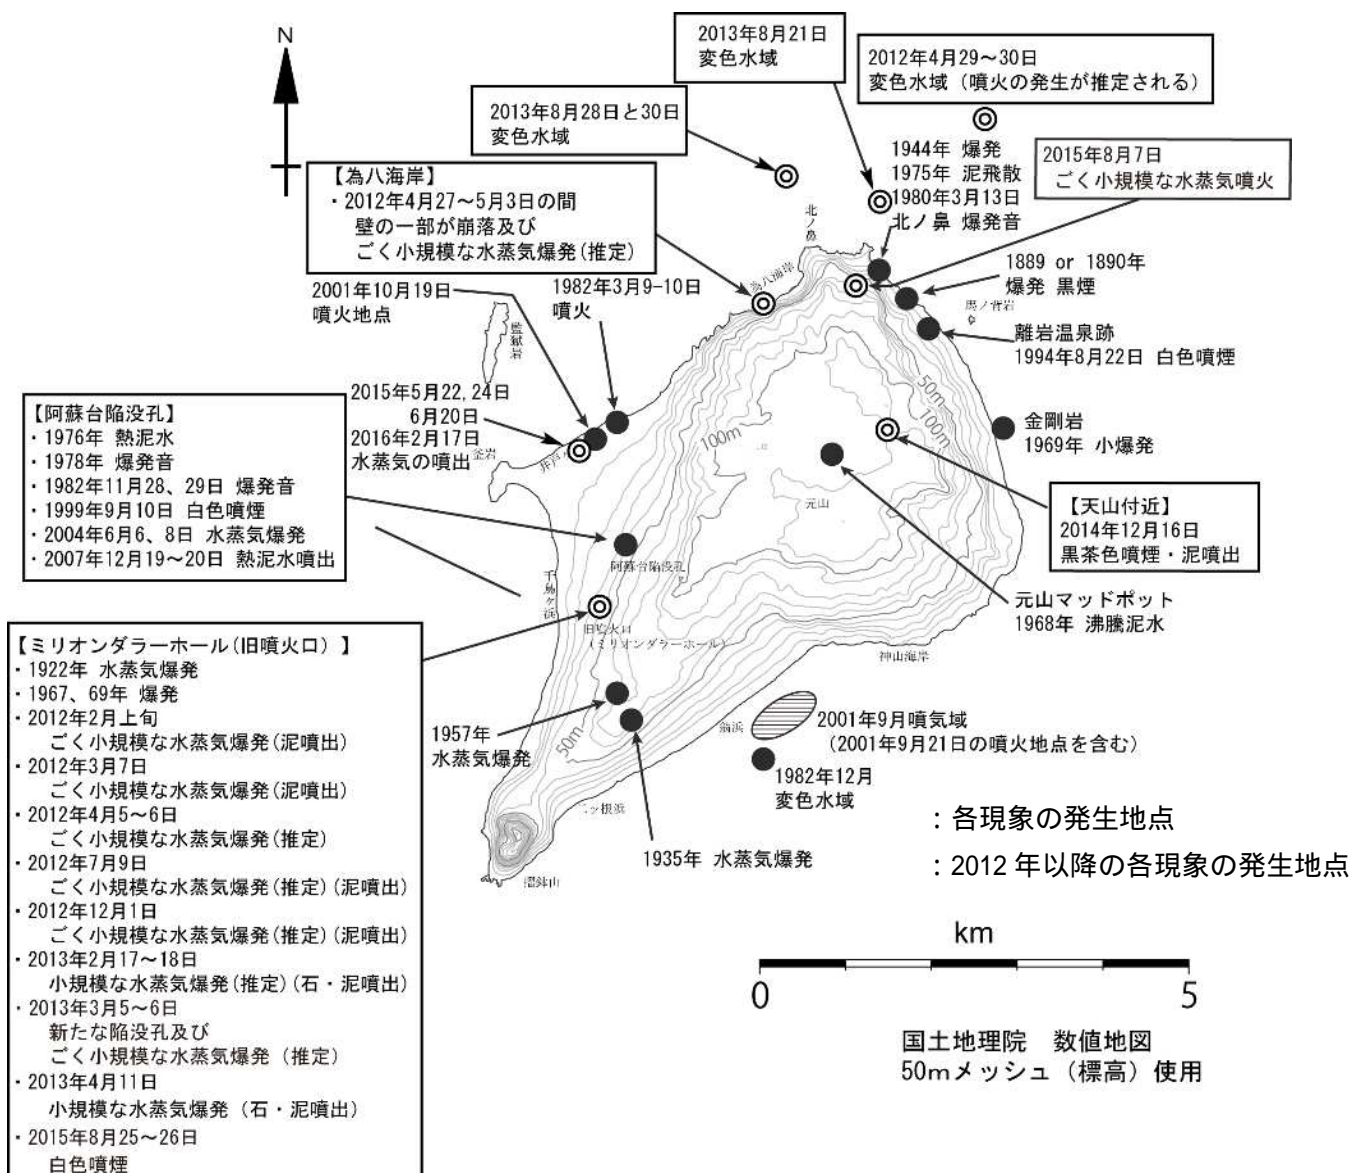 N
2013年8月21日
変色水域
2012年4月29～30日
変色水域（噴火の発生が推定される）
2013年8月28日と30日
変色水域
1944年 爆発
1975年 泥飛散
1980年3月13日
北ノ鼻 爆発音
2015年8月7日
ごく小規模な水蒸気噴火
【為八海岸】
・2012年4月27～5月3日の間
壁の一部が崩落及び
ごく小規模な水蒸気爆発(推定)
北ノ鼻
為八海岸
1889 or 1890年
爆発 黒煙
馬ノ背岩
2001年10月19日
噴火地点
1982年3月9-10日
噴火
監獄岩
離岩温泉跡
1994年8月22日 白色噴煙
2015年5月22,24日
6月20日
2016年2月17日
水蒸気の噴出
釜岩
井戸
50m
100m
100m
金剛岩
1969年 小爆発
【阿蘇台陥没孔】
・1976年 熱泥水
・1978年 爆発音
・1982年11月28、29日 爆発音
・1999年9月10日 白色噴煙
・2004年6月6、8日 水蒸気爆発
・2007年12月19～20日 熱泥水噴出
元山
【天山付近】
2014年12月16日
黒茶色噴煙・泥噴出
阿蘇台陥没孔
千鳥ヶ浜
元山マッドポット
1968年 沸騰泥水
旧噴火口
(ミリオンダラーホール)
神山海岸
【ミリオンダラーホール(旧噴火口)】
・1922年 水蒸気爆発
・1967、69年 爆発
・2012年2月上旬
ごく小規模な水蒸気爆発(泥噴出)
・2012年3月7日
ごく小規模な水蒸気爆発(泥噴出)
・2012年4月5～6日
ごく小規模な水蒸気爆発(推定)
・2012年7月9日
ごく小規模な水蒸気爆発(推定)(泥噴出)
・2012年12月1日
ごく小規模な水蒸気爆発(推定)(泥噴出)
・2013年2月17～18日
小規模な水蒸気爆発(推定)(石・泥噴出)
・2013年3月5～6日
新たな陥没孔及び
ごく小規模な水蒸気爆発（推定）
・2013年4月11日
小規模な水蒸気爆発（石・泥噴出）
・2015年8月25～26日
白色噴煙
1957年
水蒸気爆発
50m
翁浜
2001年9月噴気域
(2001年9月21日の噴火地点を含む)
1982年12月
変色水域
二ッ根浜
1935年 水蒸気爆発
摺鉢山
：各現象の発生地点
：2012年以降の各現象の発生地点
km
0
5
国土地理院　数値地図
50mメッシュ（標高）使用